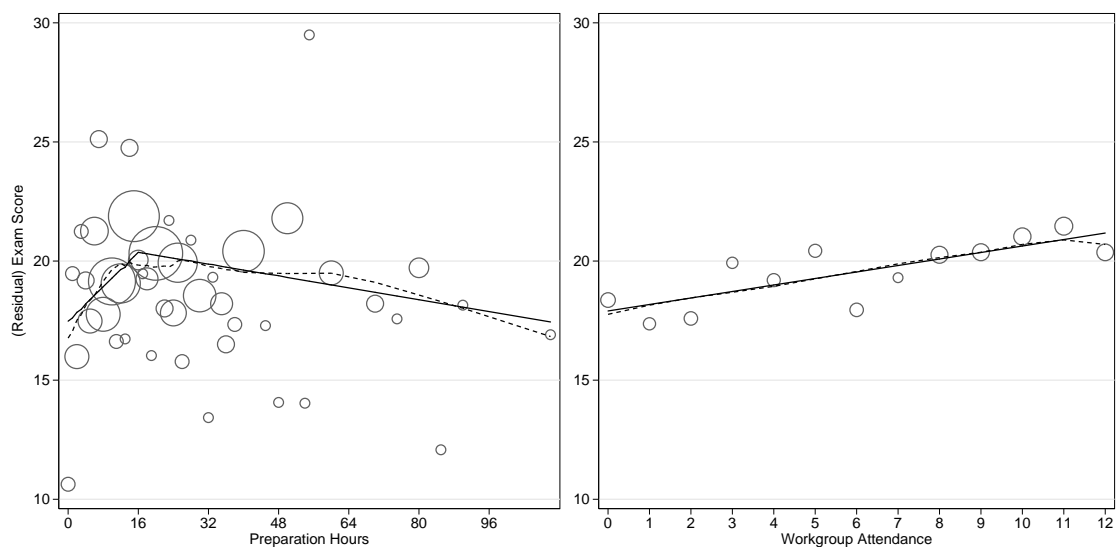 (Residual) Exam Score
30
25
20
15
10
0 16 32 48 64 80 96
Preparation Hours
30
25
20
15
10
0 1 2 3 4 5 6 7 8 9 10 11 12
Workgroup Attendance